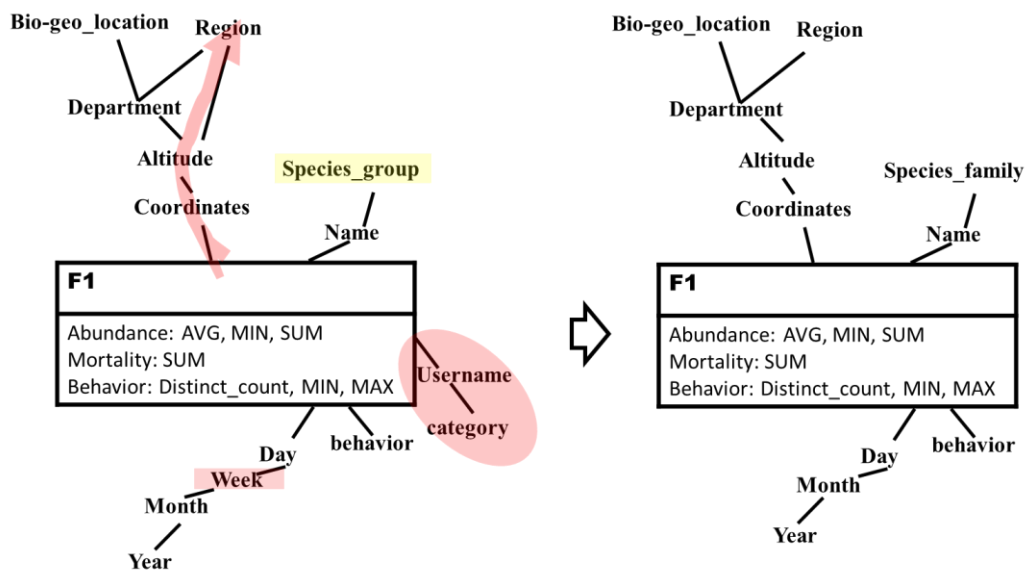 Bio-geo_location
Region
Department
Altitude
Species_group
Coordinates
Name
F1
Abundance: AVG, MIN, SUM
Mortality: SUM
Behavior: Distinct_count, MIN, MAX
Username
category
behavior
Day
Week
Month
Year
Bio-geo_location
Region
Department
Altitude
Species_family
Coordinates
Name
F1
Abundance: AVG, MIN, SUM
Mortality: SUM
Behavior: Distinct_count, MIN, MAX
behavior
Day
Month
Year